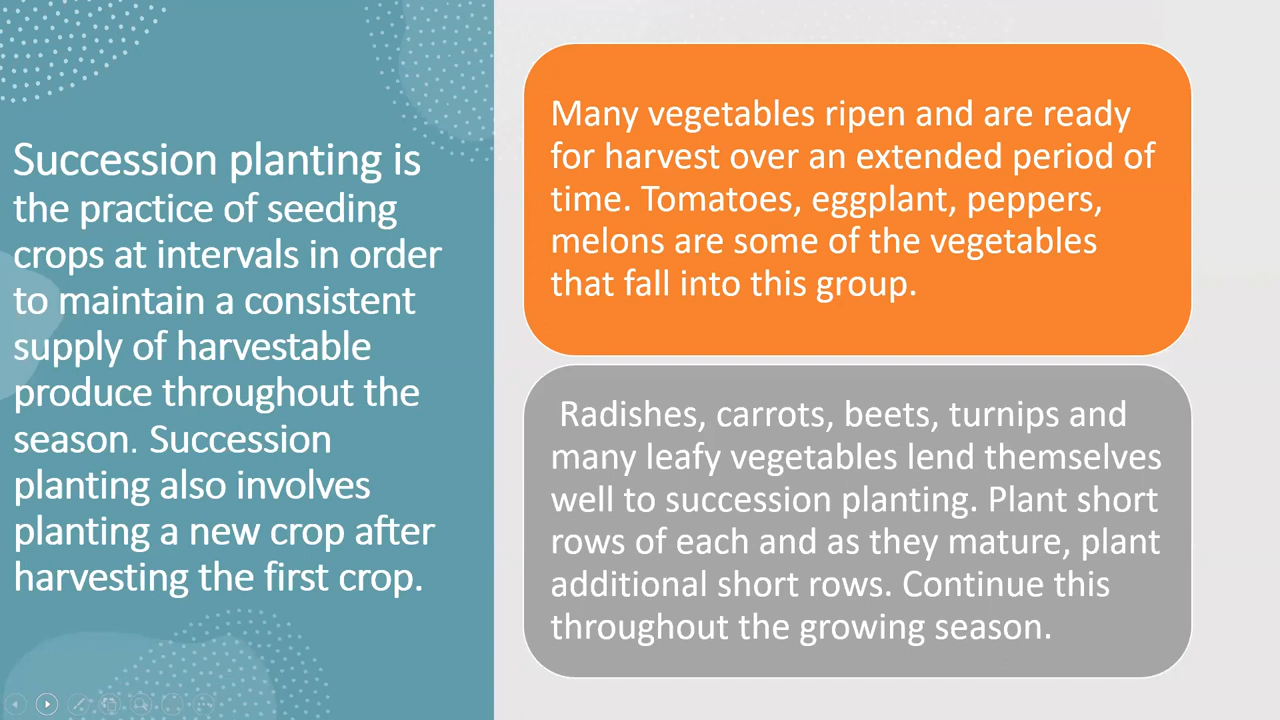 Succession planting is
the practice of seeding
crops at intervals in order
to maintain a consistent
supply of harvestable
produce throughout the
season. Succession
planting also involves
planting a new crop after
harvesting the first crop.
Many vegetables ripen and are ready
for harvest over an extended period of
time. Tomatoes, eggplant, peppers,
melons are some of the vegetables
that fall into this group.
Radishes, carrots, beets, turnips and
many leafy vegetables lend themselves
well to succession planting. Plant short
rows of each and as they mature, plant
additional short rows. Continue this
throughout the growing season.